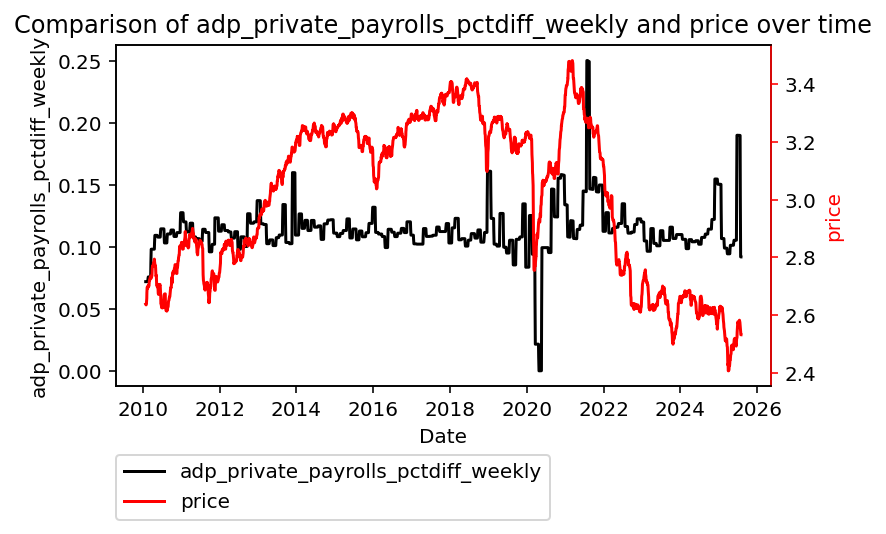 Comparison of adp_private_payrolls_pctdiff_weekly and price over time
adp_private_payrolls_pctdiff_weekly
0.25
0.20
0.15
0.10
0.05
0.00
3.4
3.2
3.0
2.8
2.6
2.4
price
2010 2012 2014 2016 2018 2020 2022 2024 2026
Date
adp_private_payrolls_pctdiff_weekly
price